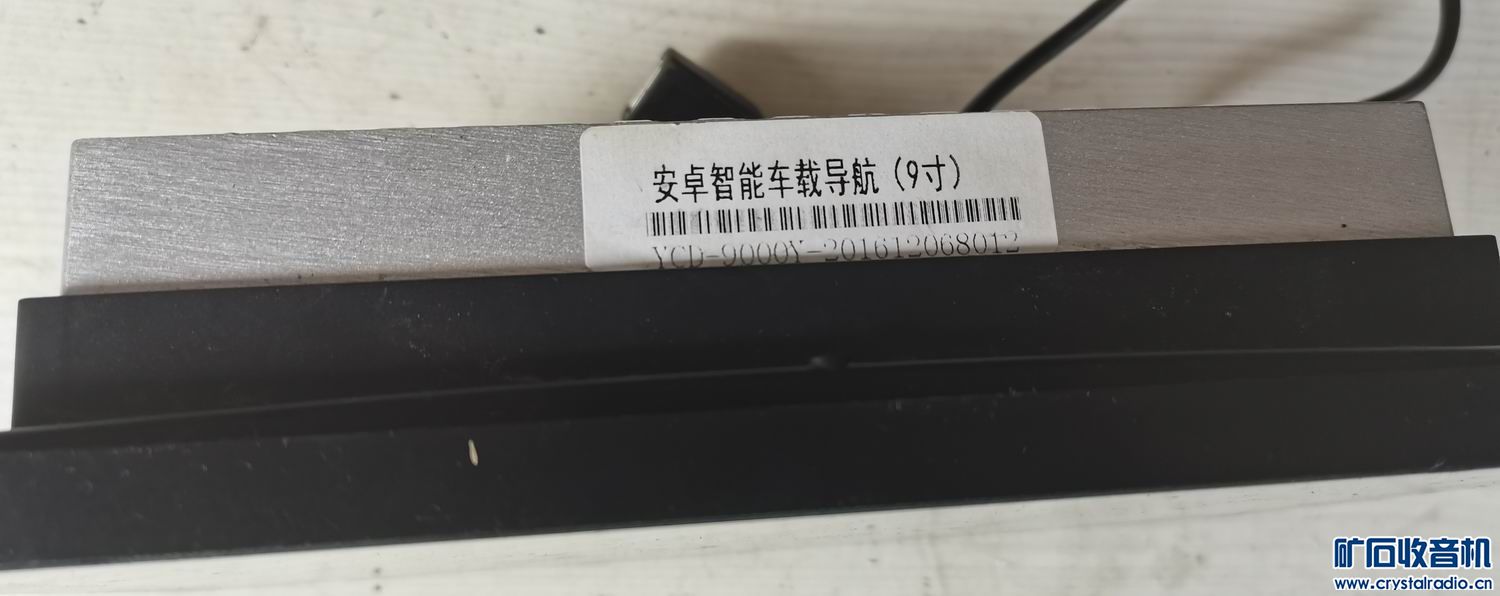 安卓智能车载导航（9寸）
YCD-9000Y-201612068012
矿石收音机
www.crystalradio.cn